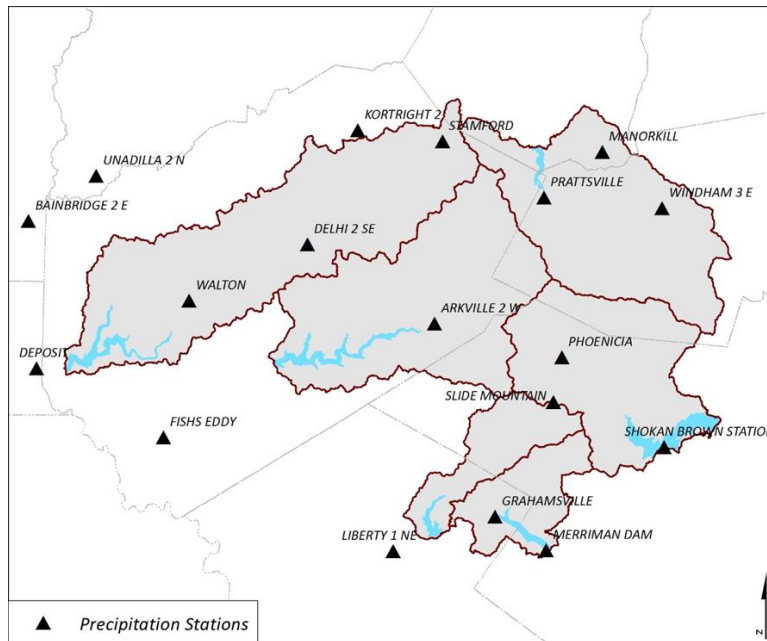 KORTRIGHT 2
STAMFORD
MANORKILL
UNADILLA 2 N
PRATTSVILLE
BAINBRIDGE 2 E
WINDHAM 3 E
DELHI 2 SE
WALTON
ARKVILLE 2 W
PHOENICIA
DEPOSIT
SLIDE MOUNTAIN
FISHS EDDY
SHOKAN BROWN STATION
GRAHAMSVILLE
LIBERTY 1 NE
MERRIMAN DAM
Precipitation Stations
N